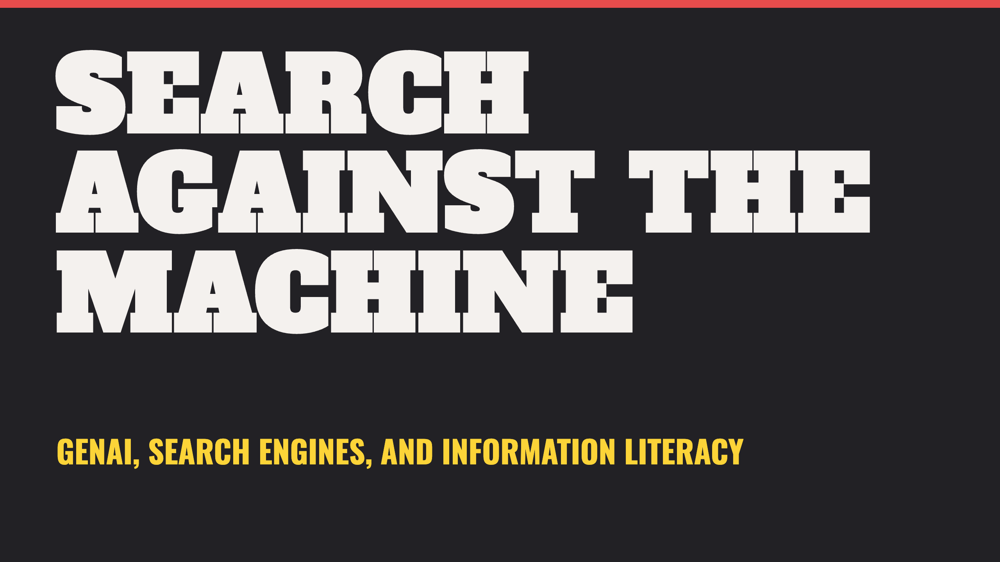 SEARCH
AGAINST THE
MACHINE
GENAI, SEARCH ENGINES, AND INFORMATION LITERACY